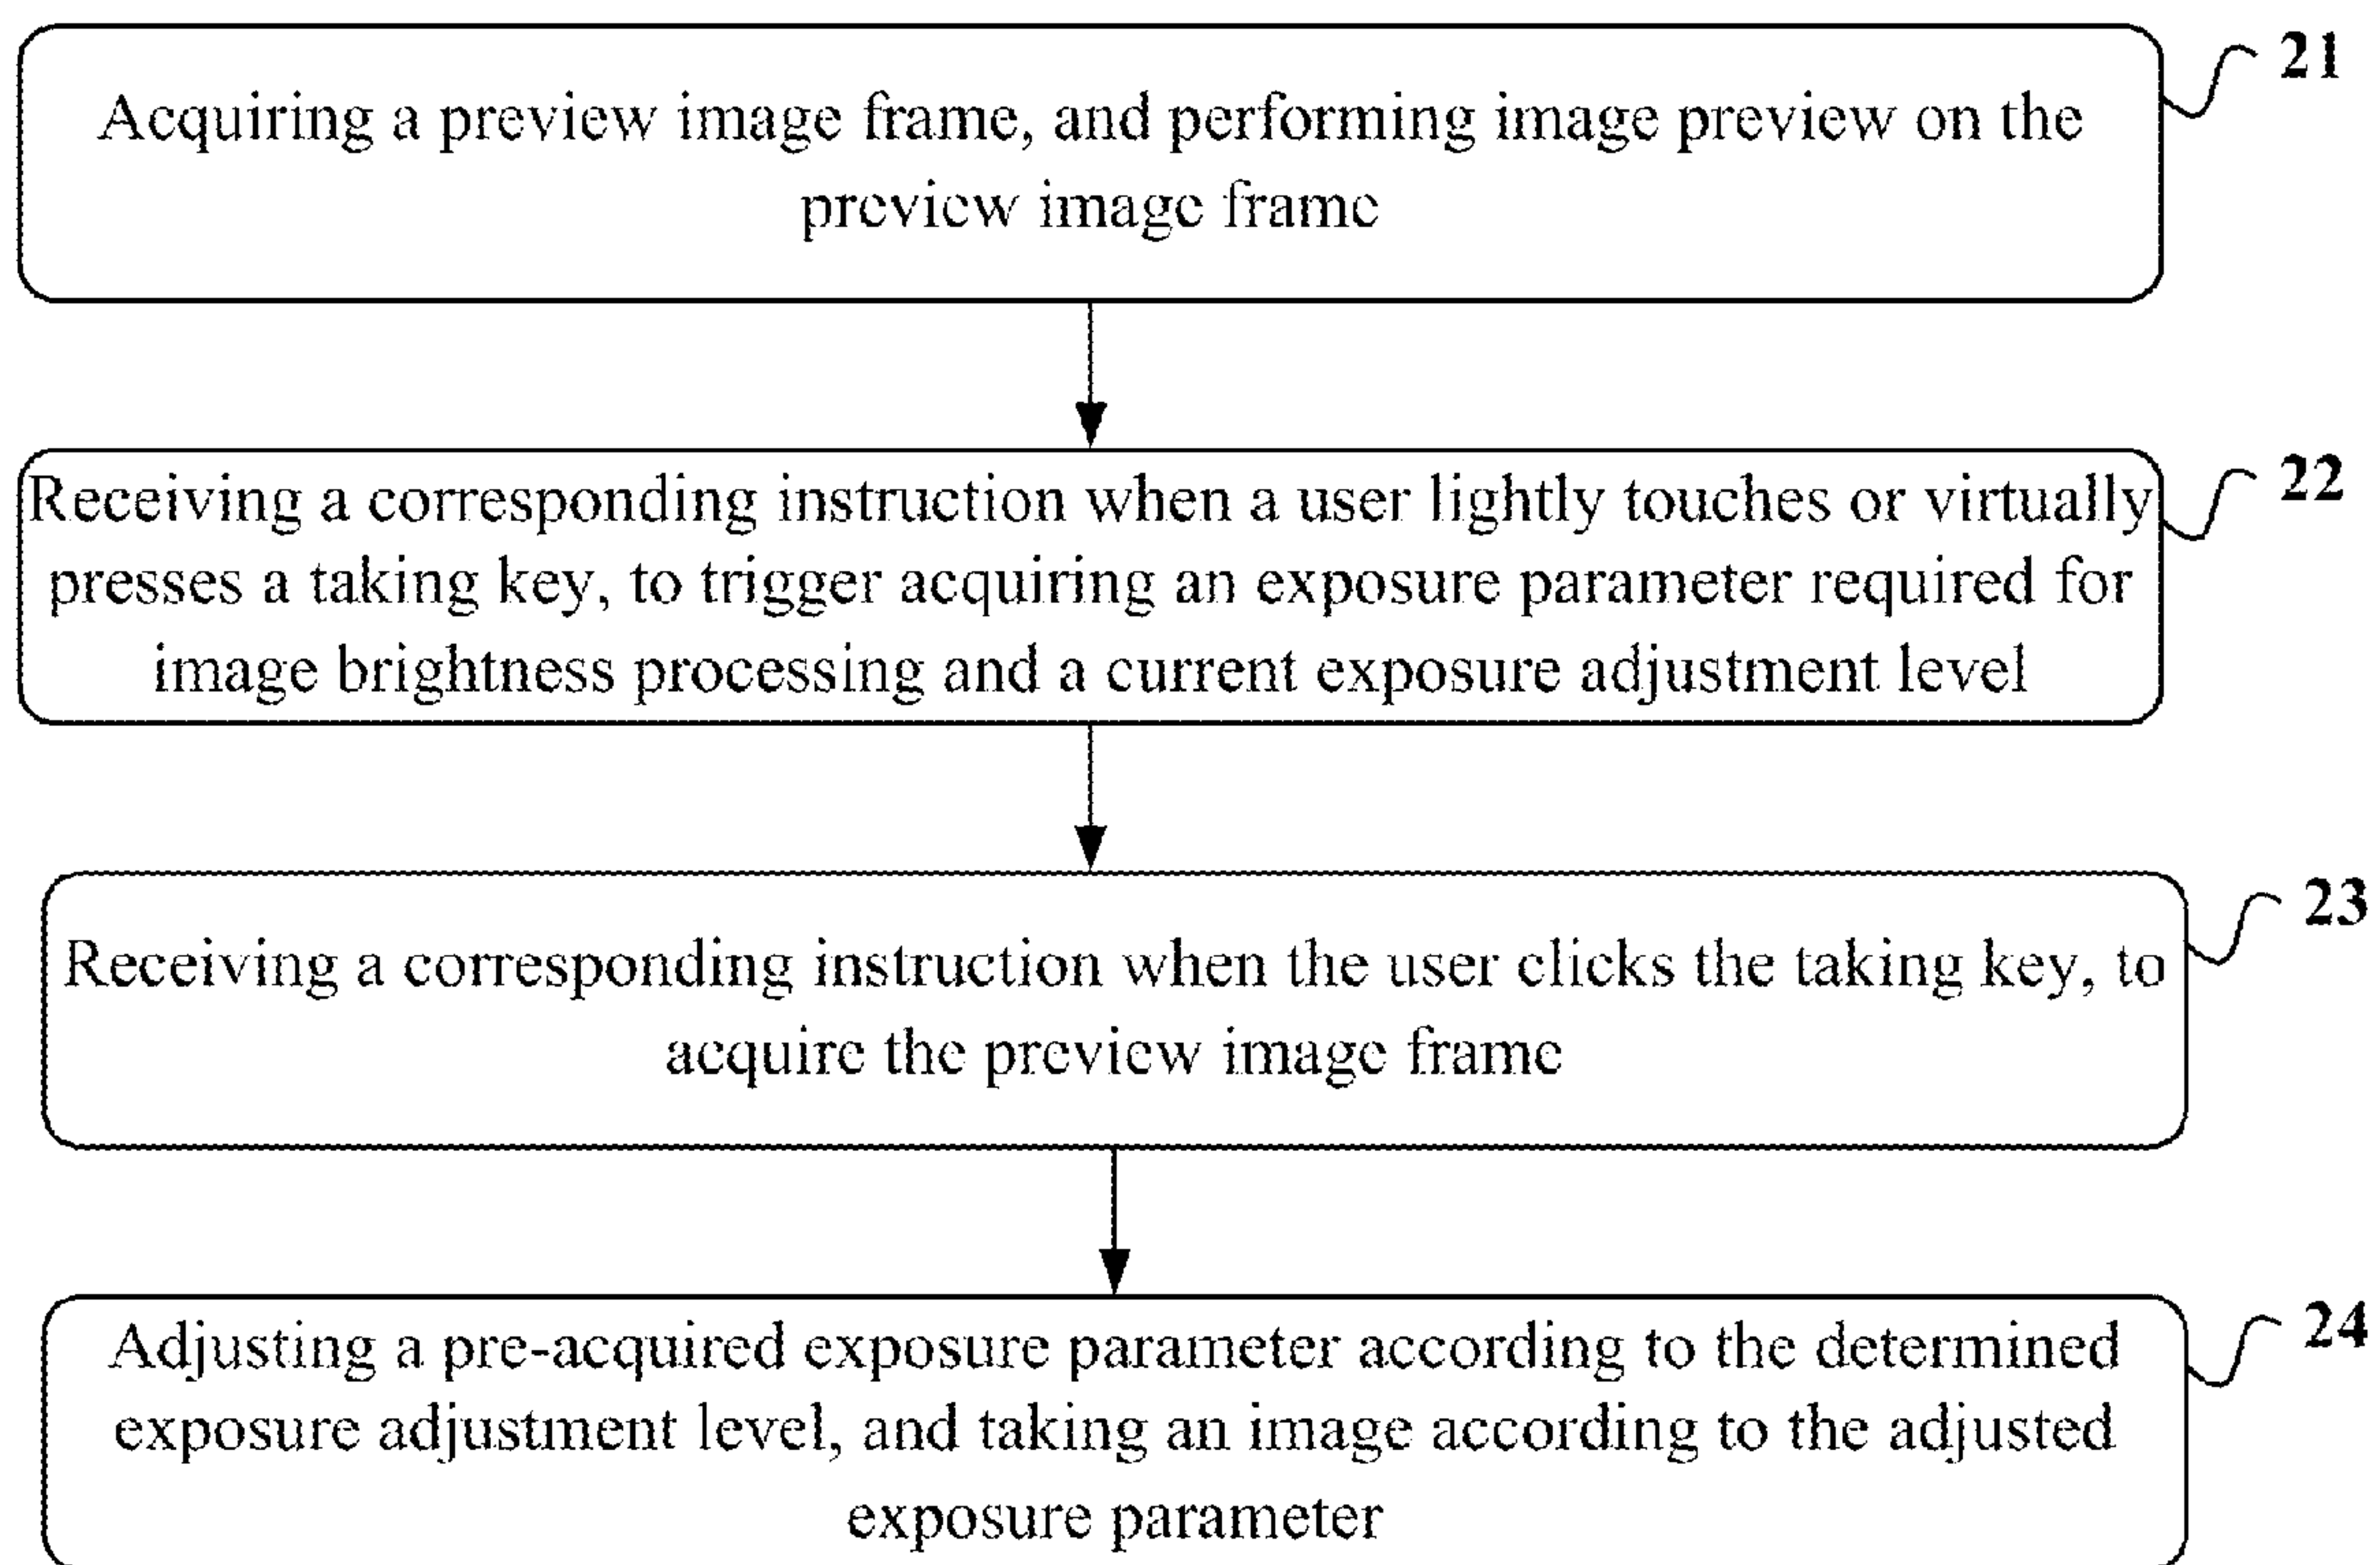 21
Acquiring a preview image frame, and performing image preview on the
preview image frame
22
Receiving a corresponding instruction when a user lightly touches or virtually
presses a taking key, to trigger acquiring an exposure parameter required for
image brightness processing and a current exposure adjustment level
23
Receiving a corresponding instruction when the user clicks the taking key, to
acquire the preview image frame
24
Adjusting a pre-acquired exposure parameter according to the determined
exposure adjustment level, and taking an image according to the adjusted
exposure parameter